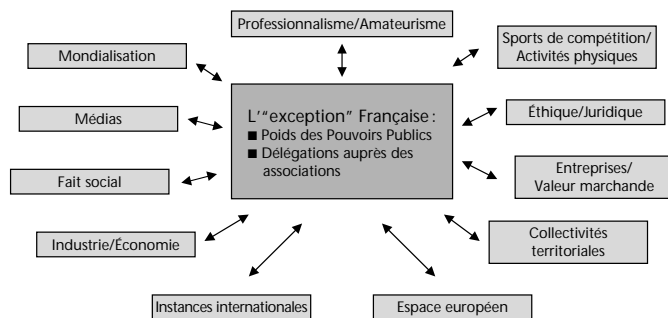 Professionnalisme/Amateurisme
Sports de compétition/
Activités physiques
Mondialisation
L'"exception" Française :
■ Poids des Pouvoirs Publics
■ Délégations auprès des
associations
Médias
Éthique/Juridique
Fait social
Entreprises/
Valeur marchande
Industrie/Économie
Collectivités
territoriales
Instances internationales
Espace européen